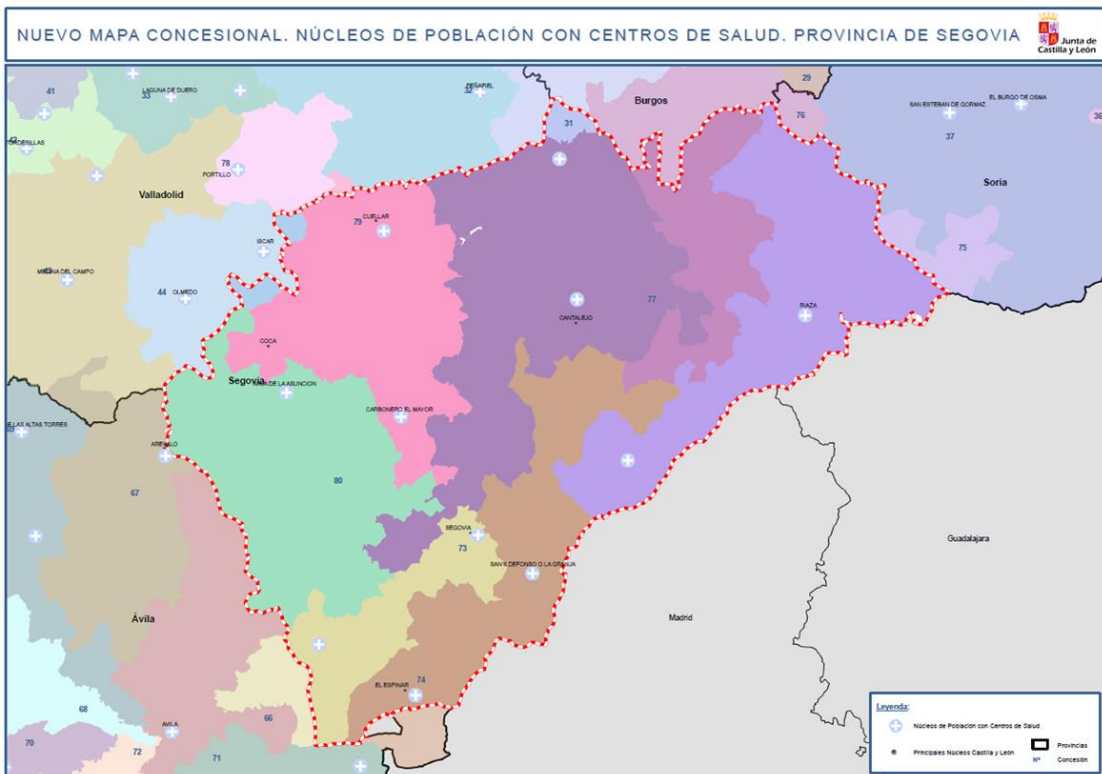 NUEVO MAPA CONCESIONAL. NÚCLEOS DE POBLACIÓN CON CENTROS DE SALUD. PROVINCIA DE SEGOVIA
Junta de
Castilla y León
41
33
LAGUNA DE DUERO
32
PEÑAFIEL
Burgos
29
76
SAN ESTEBAN DE GORMAZ
EL BURGO DE OSMA
36
37
31
78
PORTILLO
Valladolid
Soria
79
CUELLAR
ISCAR
75
MEDINA DEL CAMPO
44
OLMEDO
77
RIAZA
CANTALEJO
COCA
Segovia
CARBONERO EL MAYOR
AREVALO
67
80
SEGOVIA
73
SAN ILDEFONSO O LA GRANJA
Guadalajara
Ávila
Madrid
EL ESPINAR
74
68
66
AVILA
70
72
71
Leyenda:
Núcleos de Población con Centros de Salud
Principales Núcleos Castilla y León
Provincias
Nº Concesión